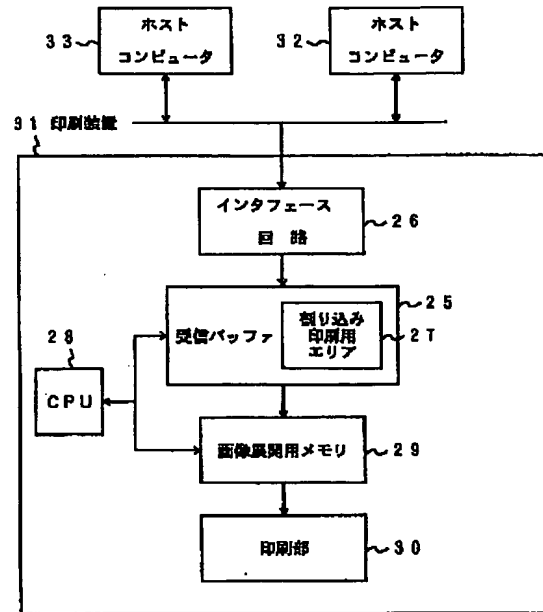 33
ホスト
コンピュータ
32
ホスト
コンピュータ
31 印刷装置
インタフェース
回路
26
25
受信バッファ
割り込み
印刷用
エリア
27
28
CPU
画像展開用メモリ
29
印刷部
30